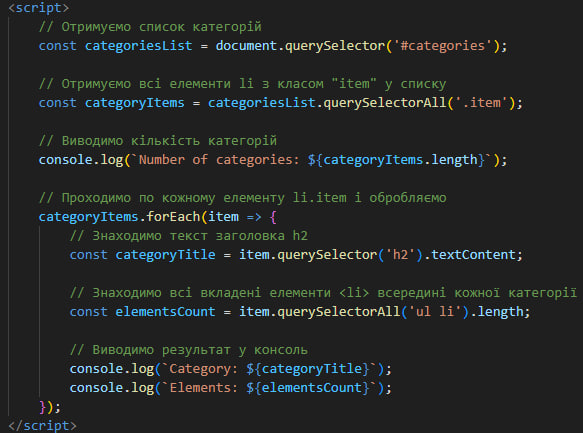 <script>
// Отримуємо список категорій
const categoriesList = document.querySelector('#categories');
// Отримуємо всі елементи li з класом "item" у списку
const categoryItems = categoriesList.querySelectorAll('.item');
// Виводимо кількість категорій
console.log(`Number of categories: ${categoryItems.length}`);
// Проходимо по кожному елементу li.item і обробляємо
categoryItems.forEach(item => {
// Знаходимо текст заголовка h2
const categoryTitle = item.querySelector('h2').textContent;
// Знаходимо всі вкладені елементи <li> всередині кожної категорії
const elementsCount = item.querySelectorAll('ul li').length;
// Виводимо результат у консоль
console.log(`Category: ${categoryTitle}`);
console.log(`Elements: ${elementsCount}`);
});
</script>